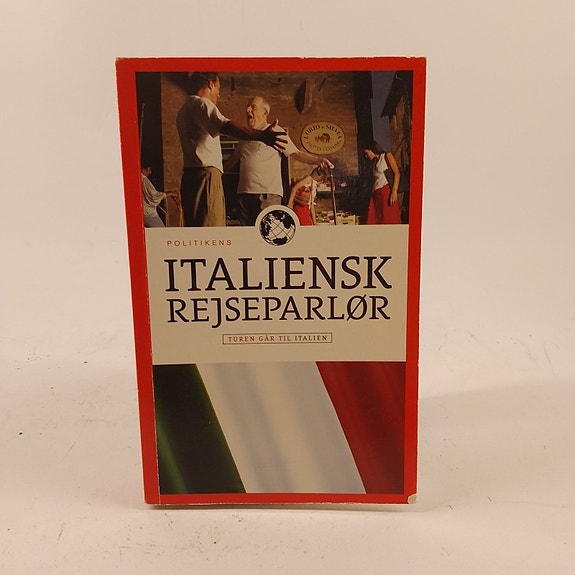 POLITIKENS
ITALIENSK
REJSEPARLØR
TUREN GÅR TIL ITALIEN